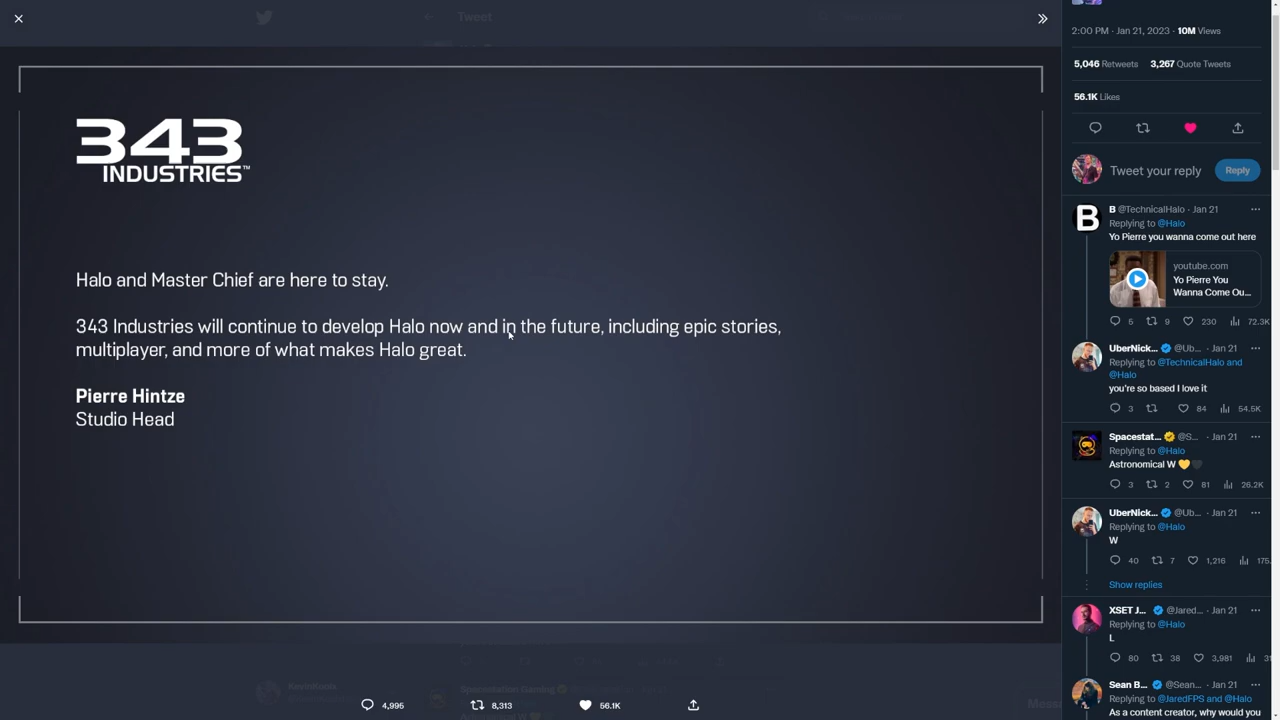 Tweet
343
INDUSTRIES™
Halo and Master Chief are here to stay.
343 Industries will continue to develop Halo now and in the future, including epic stories,
multiplayer, and more of what makes Halo great.
Pierre Hintze
Studio Head
4,995
8,313
56.1K
2:00 PM · Jan 21, 2023 · 10M Views
5,046 Retweets 3,267 Quote Tweets
56.1K Likes
Tweet your reply
Reply
B @TechnicalHalo · Jan 21
Replying to @Halo
Yo Pierre you wanna come out here
youtube.com
Yo Pierre You
Wanna Come Ou...
5 9 230 72.3K
UberNick... @Ub... · Jan 21
Replying to @TechnicalHalo and
@Halo
you're so based I love it
3 84 54.5K
Spacestat... @S... · Jan 21
Replying to @Halo
Astronomical W 💛🖤
3 2 81 26.2K
UberNick... @Ub... · Jan 21
Replying to @Halo
W
40 7 1,216 175.
Show replies
XSET J... @Jared... · Jan 21
Replying to @Halo
L
80 38 3,981 31
Sean B... @Sean... · Jan 21
Replying to @JaredFPS and @Halo
As a content creator, why would you